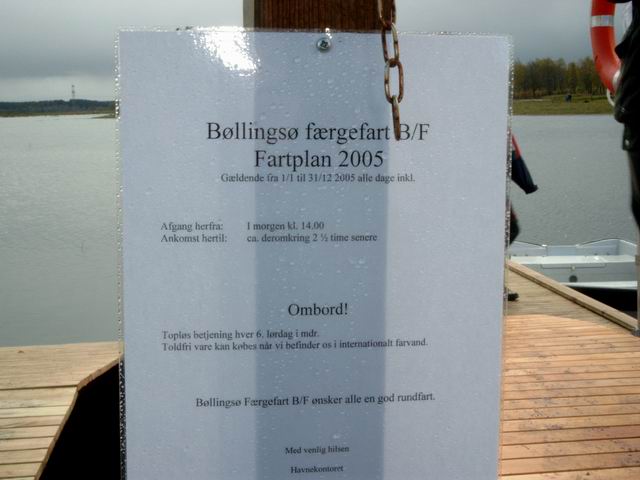 Bøllingsø færgefart B/F
Fartplan 2005
Gældende fra 1/1 til 31/12 2005 alle dage inkl.
Afgang herfra: I morgen kl. 14.00
Ankomst hertil: ca. deromkring 2 ½ time senere
Ombord!
Topløs betjening hver 6. lørdag i mdr.
Toldfri vare kan købes når vi befinder os i internationalt farvand.
Bøllingsø Færgefart B/F ønsker alle en god rundfart.
Med venlig hilsen
Havnekontoret